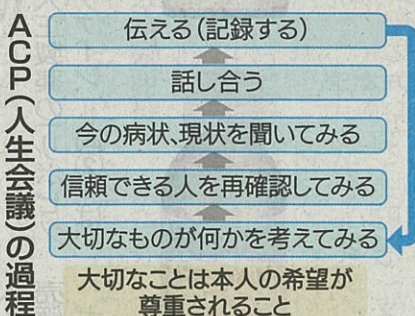 ACP(人生会議)の過程
伝える(記録する)
話し合う
今の病状、現状を聞いてみる
信頼できる人を再確認してみる
大切なものが何かを考えてみる
大切なことは本人の希望が
尊重されること